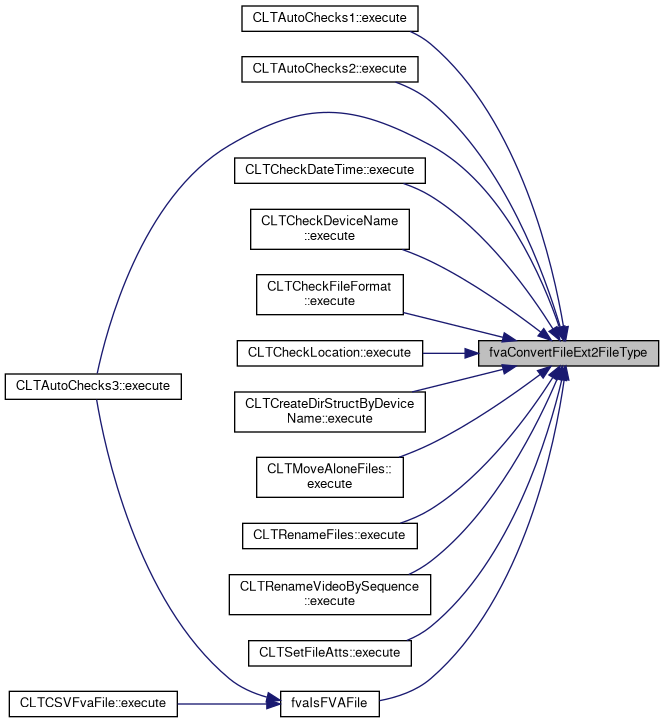 CLTAutoChecks1::execute
CLTAutoChecks2::execute
CLTCheckDateTime::execute
CLTCheckDeviceName
::execute
CLTCheckFileFormat
::execute
CLTCheckLocation::execute
fvaConvertFileExt2FileType
CLTAutoChecks3::execute
CLTCreateDirStructByDevice
Name::execute
CLTMoveAloneFiles::
execute
CLTRenameFiles::execute
CLTRenameVideoBySequence
::execute
CLTSetFileAtts::execute
CLTCSVFvaFile::execute
fvaIsFVAFile